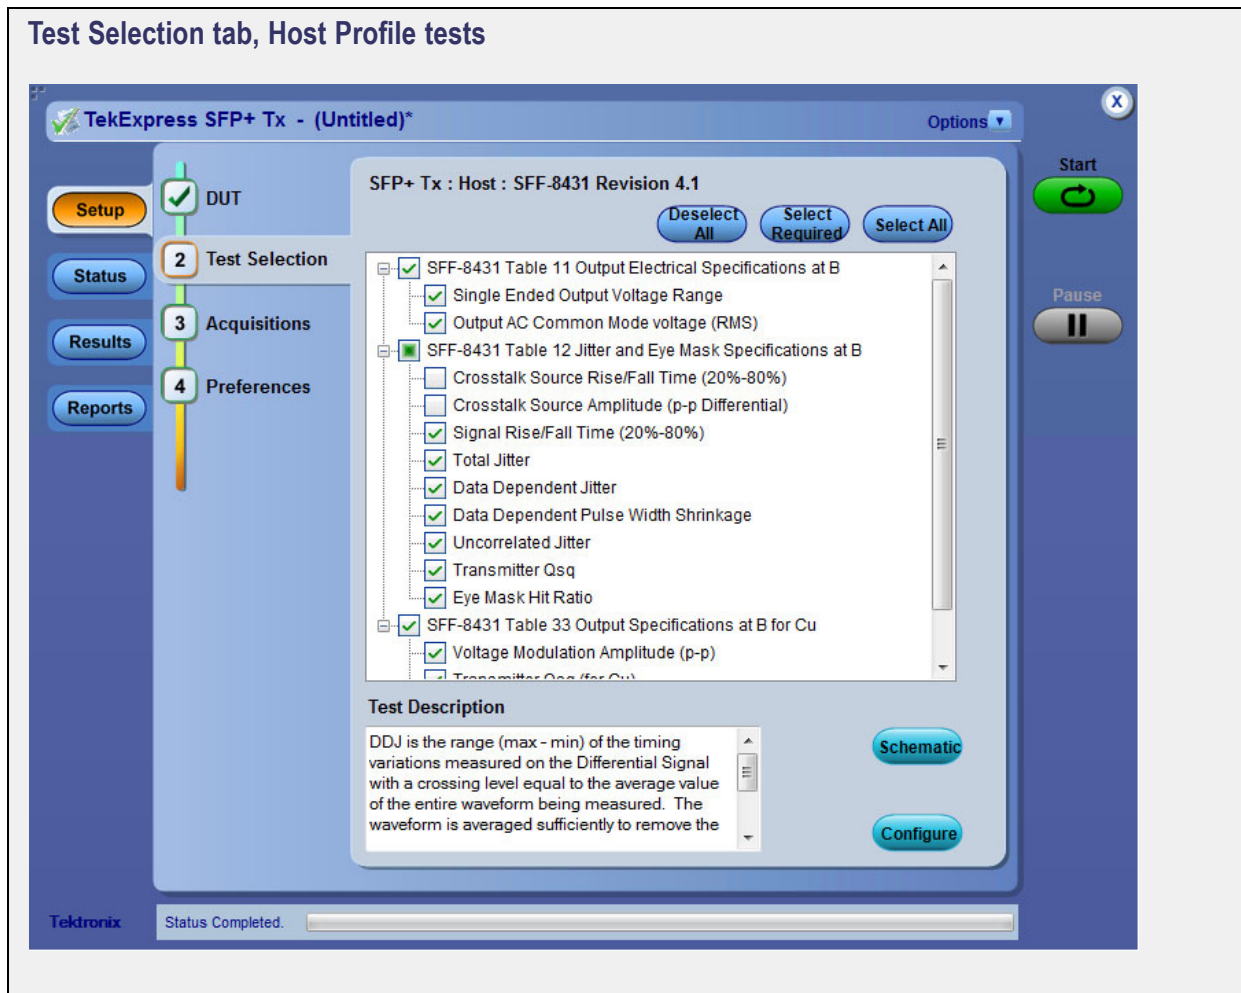 Test Selection tab, Host Profile tests
TekExpress SFP+ Tx - (Untitled)*
Options
X
Setup
Status
Results
Reports
DUT
2 Test Selection
3 Acquisitions
4 Preferences
SFP+ Tx : Host : SFF-8431 Revision 4.1
Deselect All
Select Required
Select All
SFF-8431 Table 11 Output Electrical Specifications at B
Single Ended Output Voltage Range
Output AC Common Mode voltage (RMS)
SFF-8431 Table 12 Jitter and Eye Mask Specifications at B
Crosstalk Source Rise/Fall Time (20%-80%)
Crosstalk Source Amplitude (p-p Differential)
Signal Rise/Fall Time (20%-80%)
Total Jitter
Data Dependent Jitter
Data Dependent Pulse Width Shrinkage
Uncorrelated Jitter
Transmitter Qsq
Eye Mask Hit Ratio
SFF-8431 Table 33 Output Specifications at B for Cu
Voltage Modulation Amplitude (p-p)
Transmitter Qsq (for Cu)
Test Description
DDJ is the range (max - min) of the timing
variations measured on the Differential Signal
with a crossing level equal to the average value
of the entire waveform being measured. The
waveform is averaged sufficiently to remove the
Schematic
Configure
Start
Pause
Tektronix
Status Completed.